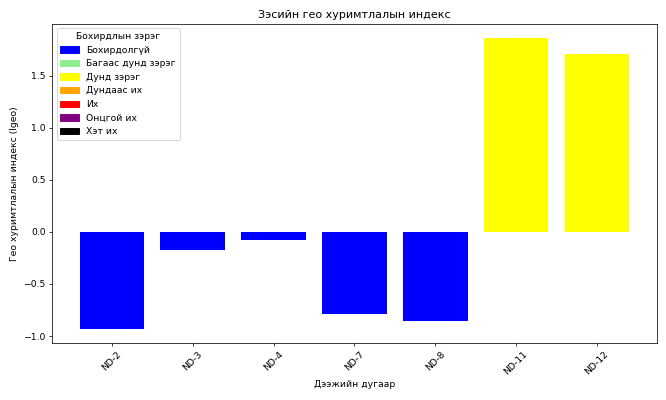 Зэсийн гео хуримтлалын индекс
Бохирдлын зэрэг
Бохирдолгүй
Багаас дунд зэрэг
Дунд зэрэг
Дундаас их
Их
Онцгой их
Хэт их
Гео хуримтлалын индекс (Igeo)
1.5
1.0
0.5
0.0
−0.5
−1.0
ND-2
ND-3
ND-4
ND-7
ND-8
ND-11
ND-12
Дээжийн дугаар